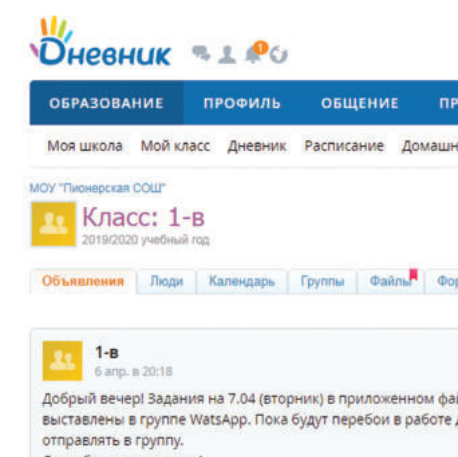 Дневник
1
ОБРАЗОВАНИЕ ПРОФИЛЬ ОБЩЕНИЕ
Моя школа Мой класс Дневник Расписание
МОУ "Пионерская СОШ"
Класс: 1-в
2019/2020 учебный год
Объявления Люди Календарь Группы Файлы
1-в
6 апр. в 20:18
Добрый вечер! Задания на 7.04 (вторник) в приложенном
выставлены в группе WatsApp. Пока будут перебои в работе
отправлять в группу.